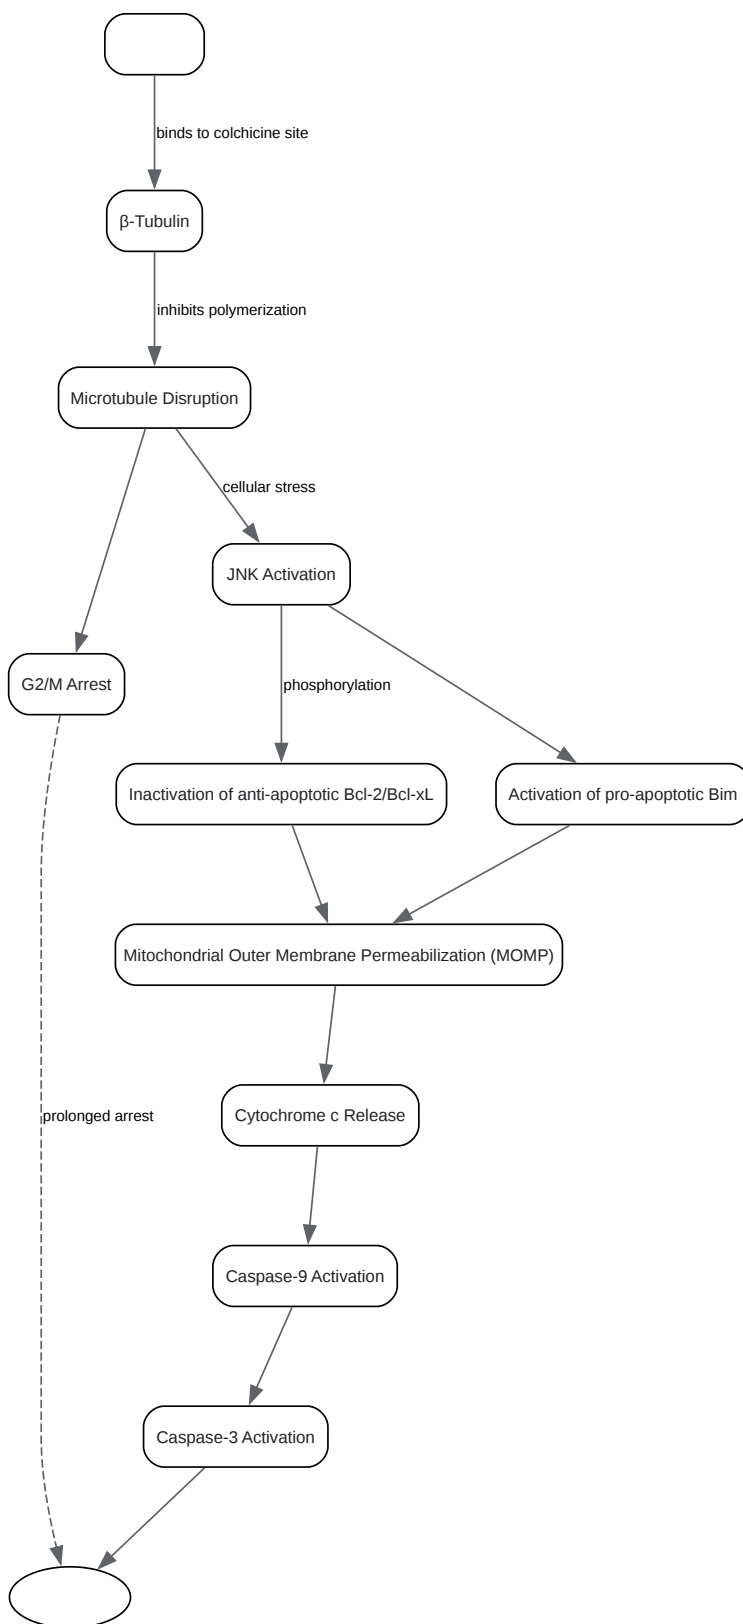 binds to colchicine site
β-Tubulin
inhibits polymerization
Microtubule Disruption
cellular stress
JNK Activation
G2/M Arrest
phosphorylation
Inactivation of anti-apoptotic Bcl-2/Bcl-xL
Activation of pro-apoptotic Bim
Mitochondrial Outer Membrane Permeabilization (MOMP)
Cytochrome c Release
prolonged arrest
Caspase-9 Activation
Caspase-3 Activation